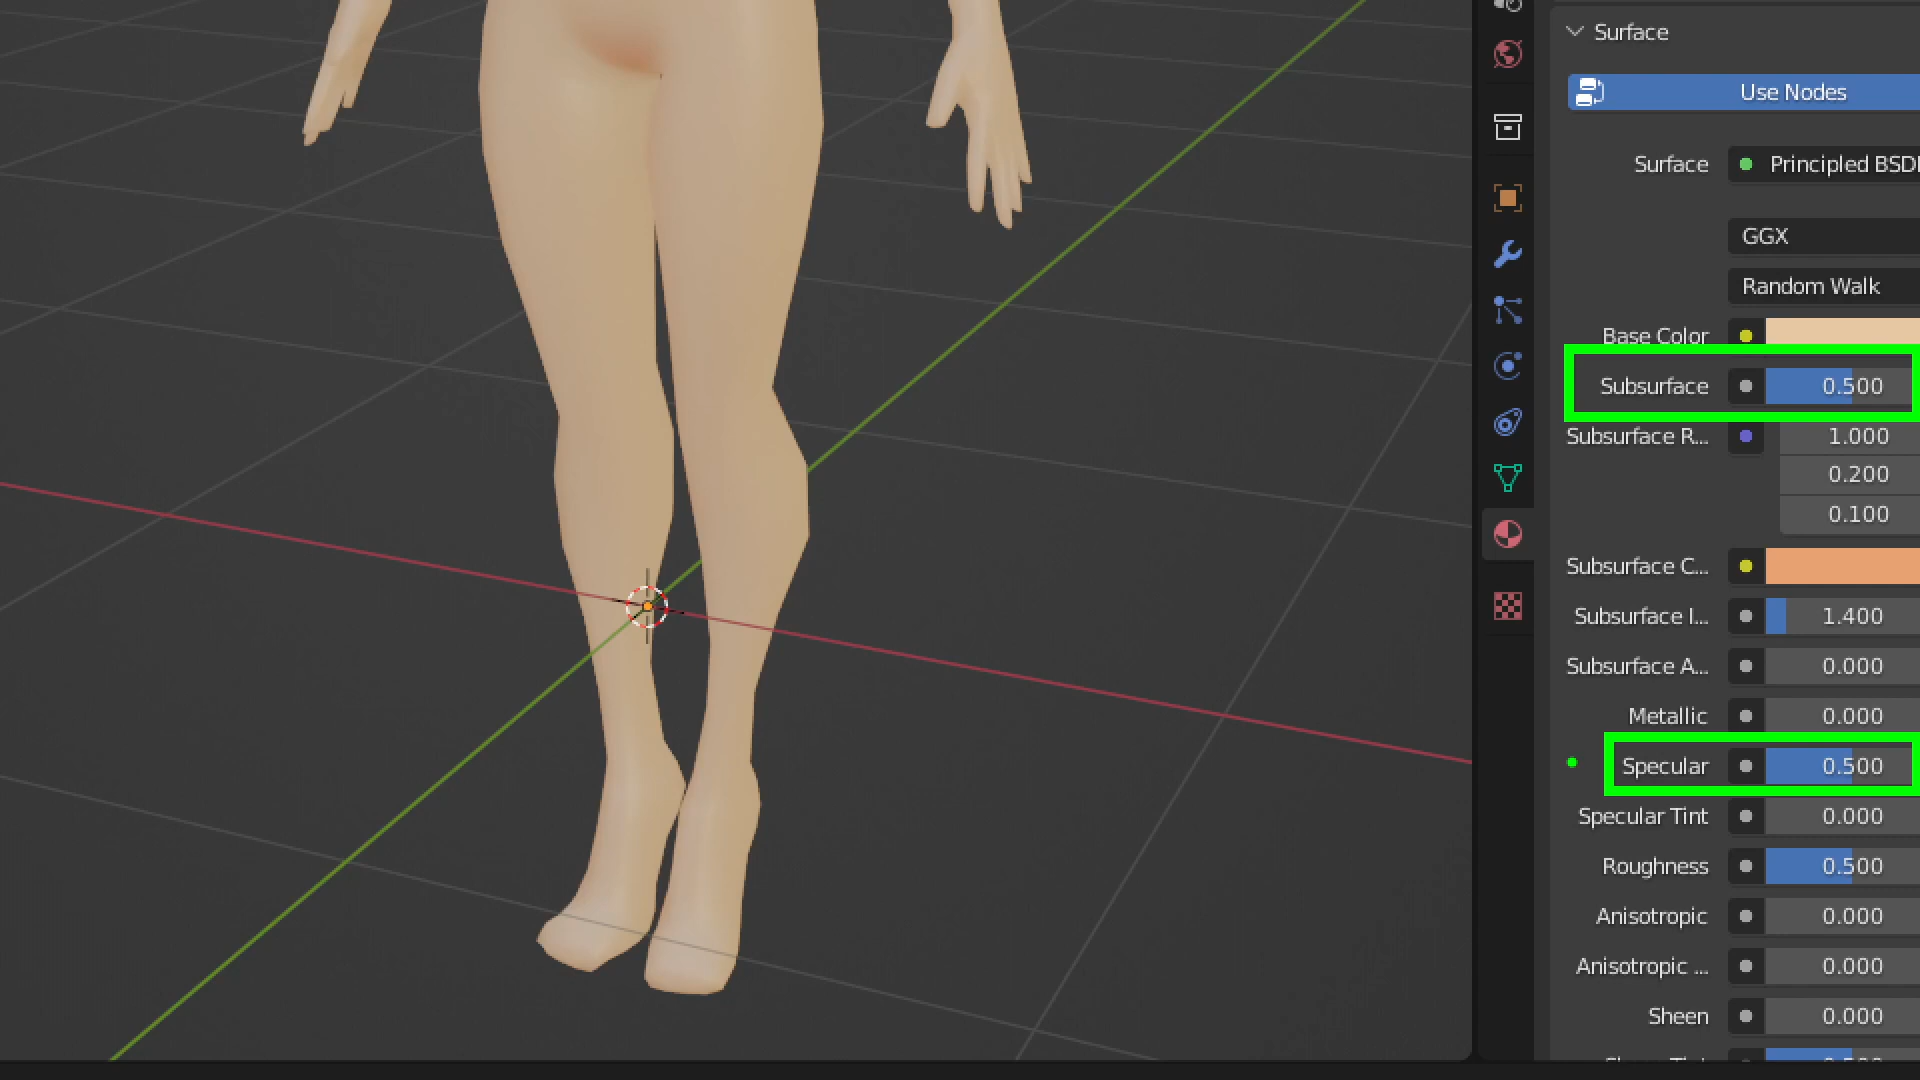 Surface
Use Nodes
Surface
Principled BSD
GGX
Random Walk
Base Color
Subsurface 0.500
Subsurface R... 1.000
0.200
0.100
Subsurface C...
Subsurface I... 1.400
Subsurface A... 0.000
Metallic 0.000
Specular 0.500
Specular Tint 0.000
Roughness 0.500
Anisotropic 0.000
Anisotropic ... 0.000
Sheen 0.000